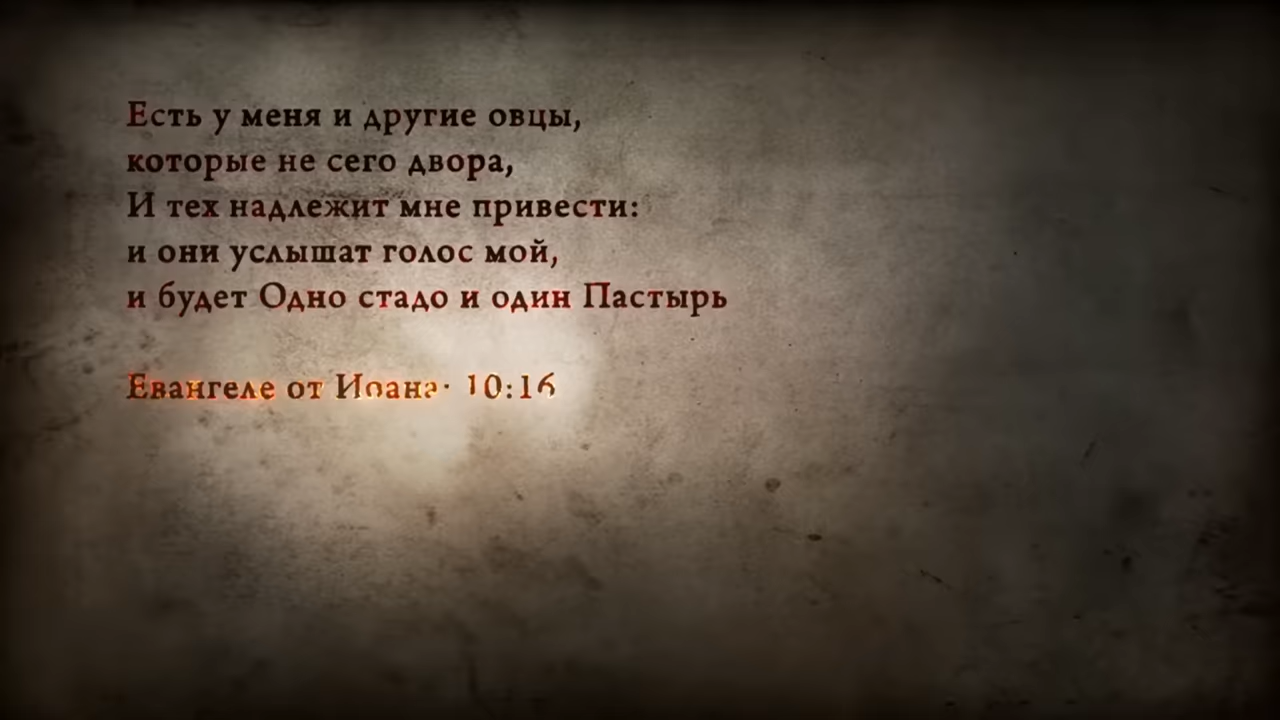 Есть у меня и другие овцы,
которые не сего двора,
И тех надлежит мне привести:
и они услышат голос мой,
и будет Одно стадо и один Пастырь
Евангеле от Иоана· 10:16